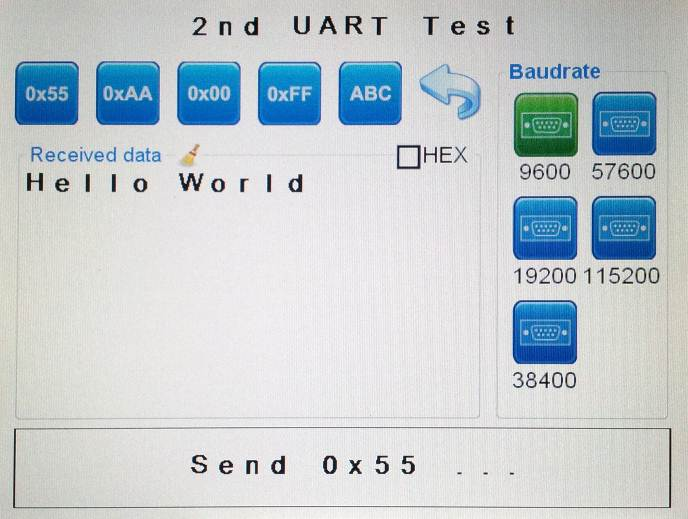 2nd UART Test
0x55 0xAA 0x00 0xFF ABC
Baudrate
Received data
HEX
Hello World
9600 57600
19200 115200
38400
Send 0x55 ...